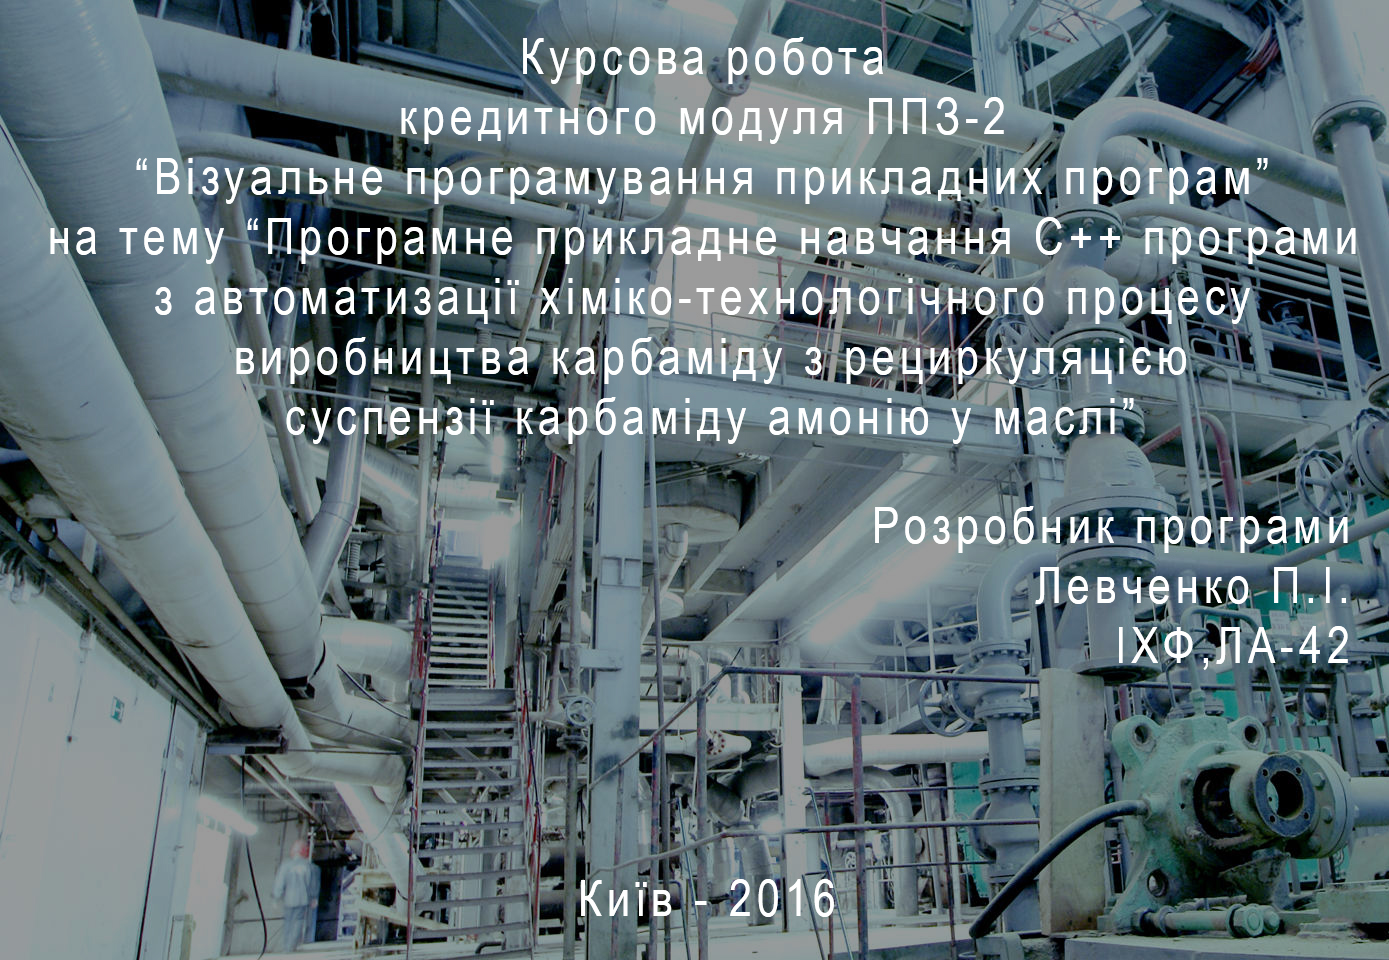 Курсова робота
кредитного модуля ППЗ-2
“Візуальне програмування прикладних програм”
на тему “Програмне прикладне навчання С++ програми
з автоматизації хіміко-технологічного процесу
виробництва карбаміду з рециркуляцією
суспензії карбаміду амонію у маслі”
Розробник програми
Левченко П.І.
ІХФ,ЛА-42
Київ - 2016